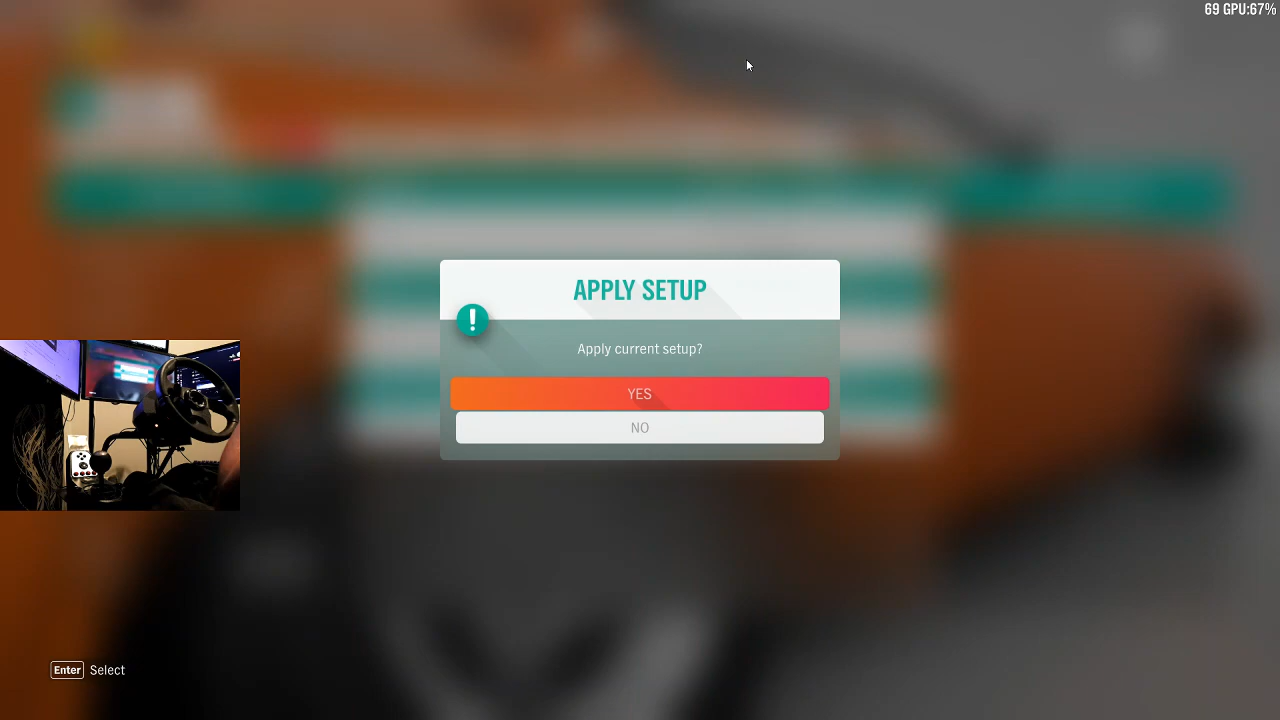 69 GPU:67%
APPLY SETUP
!
Apply current setup?
YES
NO
Enter Select